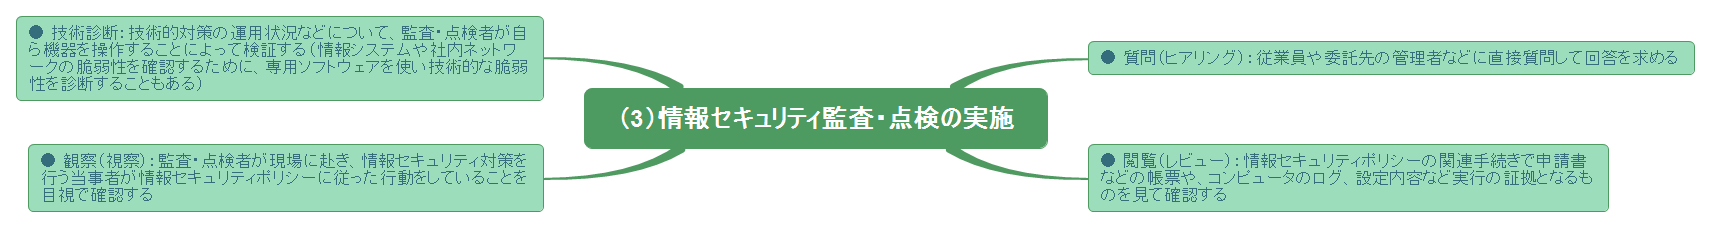 ● 技術診断：技術的対策の運用状況などについて、監査・点検者が自
ら機器を操作することによって検証する（情報システムや社内ネットワ
ークの脆弱性を確認するために、専用ソフトウェアを使い技術的な脆弱
性を診断することもある）
● 質問（ヒアリング）：従業員や委託先の管理者などに直接質問して回答を求める
（3）情報セキュリティ監査・点検の実施
● 観察（視察）：監査・点検者が現場に赴き、情報セキュリティ対策を
行う当事者が情報セキュリティポリシーに従った行動をしていることを
目視で確認する
● 閲覧（レビュー）：情報セキュリティポリシーの関連手続きで申請書
などの帳票や、コンピュータのログ、設定内容など実行の証拠となるも
のを見て確認する